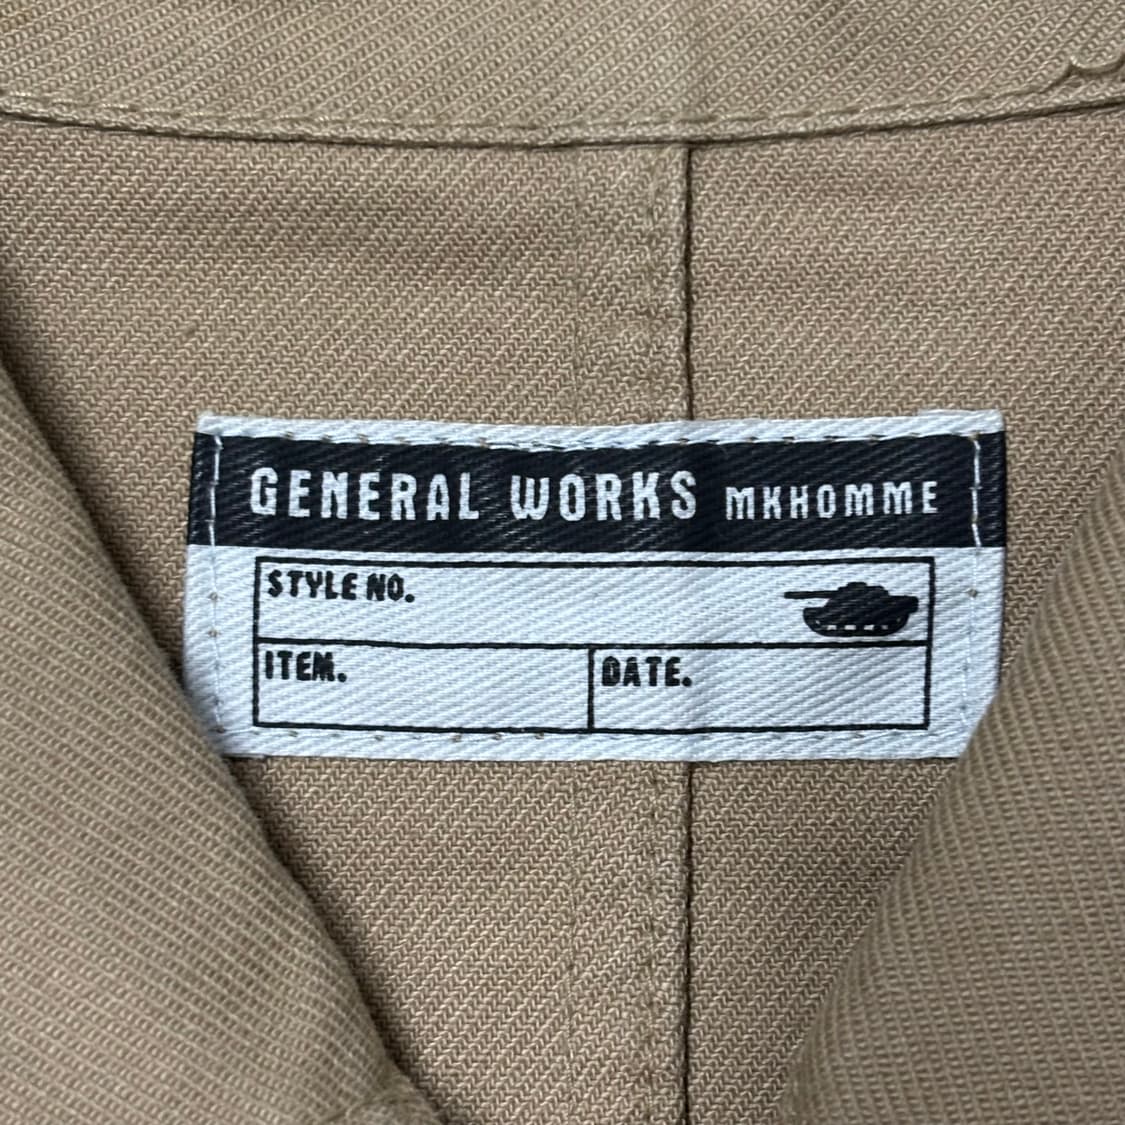 GENERAL WORKS MKHOMME
STYLE NO.
ITEM.
DATE.